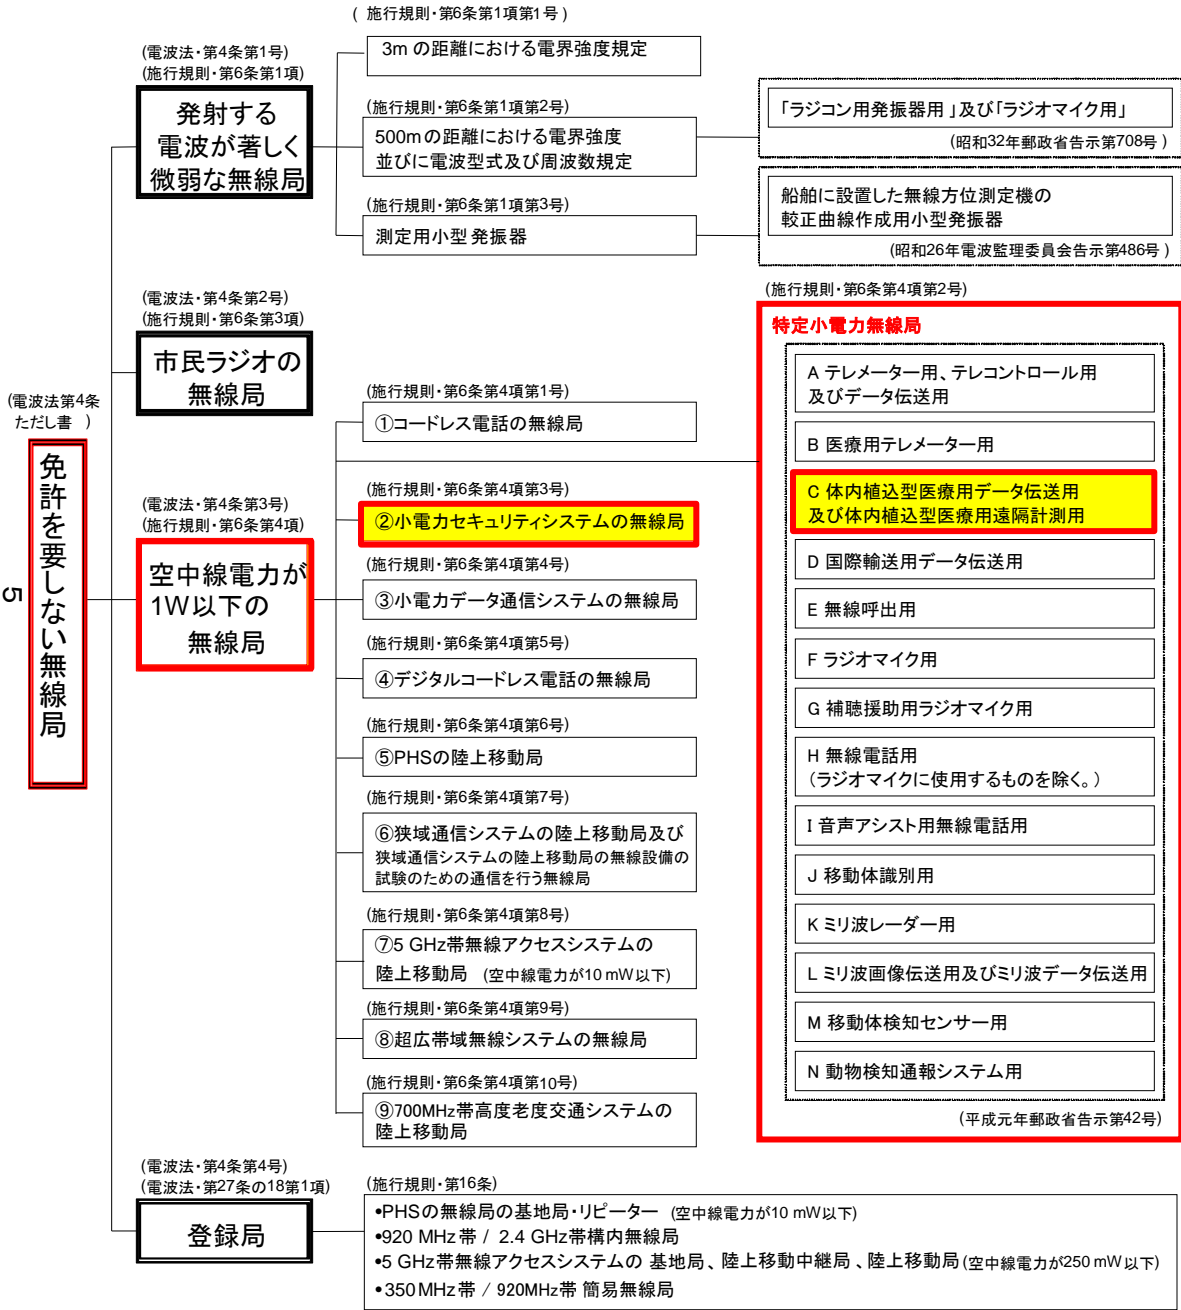 (電波法第4条
ただし書 )
免許を要しない無線局
5
(電波法・第4条第1号)
(施行規則・第6条第1項)
発射する
電波が著しく
微弱な無線局
( 施行規則・第6条第1項第1号 )
3m の距離における電界強度規定
(施行規則・第6条第1項第2号)
500mの距離における電界強度
並びに電波型式及び周波数規定
「ラジコン用発振器用 」及び「ラジオマイク用」
(昭和32年郵政省告示第708号 )
(施行規則・第6条第1項第3号)
測定用小型発振器
船舶に設置した無線方位測定機の
較正曲線作成用小型発振器
(昭和26年電波監理委員会告示第486号 )
(電波法・第4条第2号)
(施行規則・第6条第3項)
市民ラジオの
無線局
(電波法・第4条第3号)
(施行規則・第6条第4項)
空中線電力が
1W以下の
無線局
(施行規則・第6条第4項第1号)
①コードレス電話の無線局
(施行規則・第6条第4項第3号)
②小電力セキュリティシステムの無線局
(施行規則・第6条第4項第4号)
③小電力データ通信システムの無線局
(施行規則・第6条第4項第5号)
④デジタルコードレス電話の無線局
(施行規則・第6条第4項第6号)
⑤PHSの陸上移動局
(施行規則・第6条第4項第7号)
⑥狭域通信システムの陸上移動局及び
狭域通信システムの陸上移動局の無線設備の
試験のための通信を行う無線局
(施行規則・第6条第4項第8号)
⑦5 GHz帯無線アクセスシステムの
陸上移動局 (空中線電力が10 mW以下)
(施行規則・第6条第4項第9号)
⑧超広帯域無線システムの無線局
(施行規則・第6条第4項第10号)
⑨700MHz帯高度老度交通システムの
陸上移動局
(施行規則・第6条第4項第2号)
特定小電力無線局
A テレメーター用、テレコントロール用
及びデータ伝送用
B 医療用テレメーター用
C 体内植込型医療用データ伝送用
及び体内植込型医療用遠隔計測用
D 国際輸送用データ伝送用
E 無線呼出用
F ラジオマイク用
G 補聴援助用ラジオマイク用
H 無線電話用
(ラジオマイクに使用するものを除く。)
I 音声アシスト用無線電話用
J 移動体識別用
K ミリ波レーダー用
L ミリ波画像伝送用及びミリ波データ伝送用
M 移動体検知センサー用
N 動物検知通報システム用
(平成元年郵政省告示第42号)
(電波法・第4条第4号)
(電波法・第27条の18第1項)
登録局
(施行規則・第16条)
•PHSの無線局の基地局・リピーター (空中線電力が10 mW以下)
•920 MHz帯 / 2.4 GHz帯構内無線局
•5 GHz帯無線アクセスシステムの 基地局、陸上移動中継局、陸上移動局 (空中線電力が250 mW以下)
•350 MHz帯 / 920MHz帯 簡易無線局